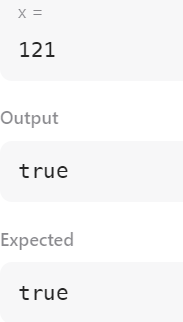 x =
121
Output
true
Expected
true